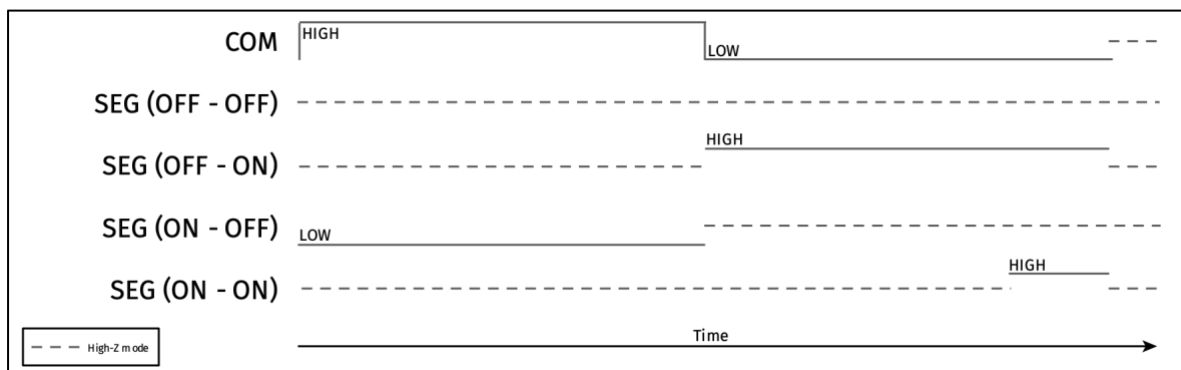 COM
HIGH
LOW
SEG (OFF - OFF)
SEG (OFF - ON)
HIGH
SEG (ON - OFF)
LOW
SEG (ON - ON)
HIGH
High-Z mode
Time